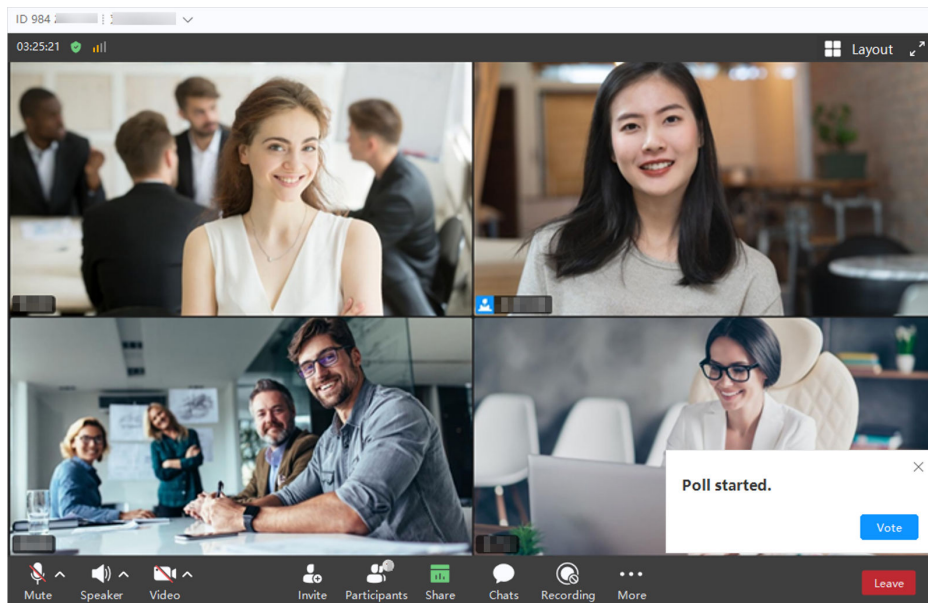 ID 984
03:25:21
Layout
Poll started.
Vote
Mute
Speaker
Video
Invite
Participants
Share
Chats
Recording
More
Leave